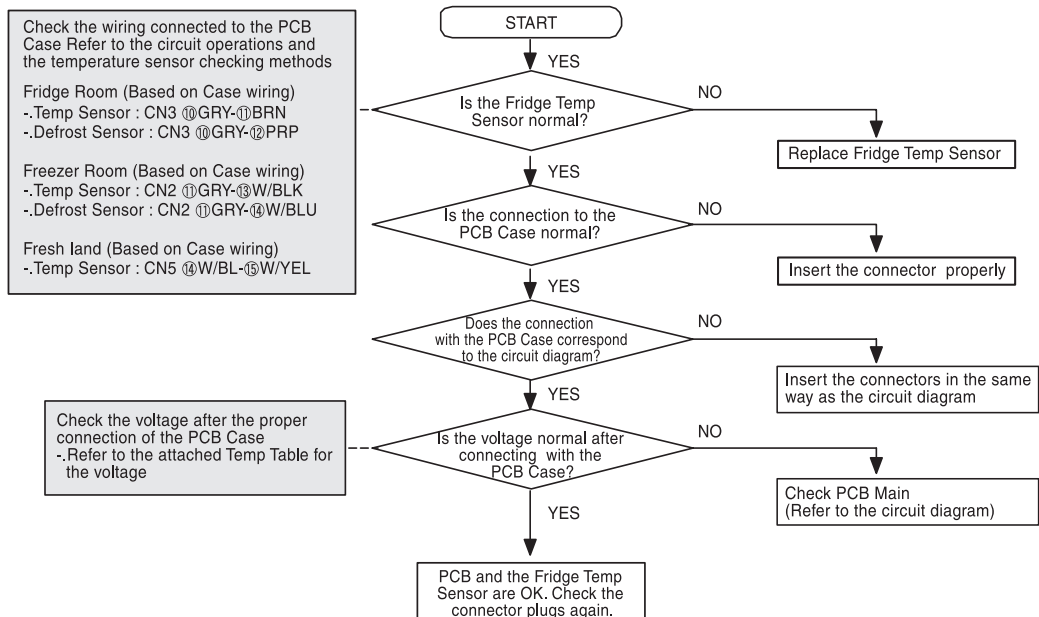 Check the wiring connected to the PCB
Case Refer to the circuit operations and
the temperature sensor checking methods
Fridge Room (Based on Case wiring)
-.Temp Sensor : CN3 ⑩GRY-⑪BRN
-.Defrost Sensor : CN3 ⑩GRY-⑫PRP
Freezer Room (Based on Case wiring)
-.Temp Sensor : CN2 ⑪GRY-⑬W/BLK
-.Defrost Sensor : CN2 ⑪GRY-⑭W/BLU
Fresh land (Based on Case wiring)
-.Temp Sensor : CN5 ⑭W/BL-⑮W/YEL
START
YES
Is the Fridge Temp
Sensor normal?
NO
Replace Fridge Temp Sensor
YES
Is the connection to the
PCB Case normal?
NO
Insert the connector properly
YES
Does the connection
with the PCB Case correspond
to the circuit diagram?
NO
Insert the connectors in the same
way as the circuit diagram
YES
Check the voltage after the proper
connection of the PCB Case
-.Refer to the attached Temp Table for
the voltage
Is the voltage normal after
connecting with the
PCB Case?
NO
Check PCB Main
(Refer to the circuit diagram)
YES
PCB and the Fridge Temp
Sensor are OK. Check the
connector plugs again.